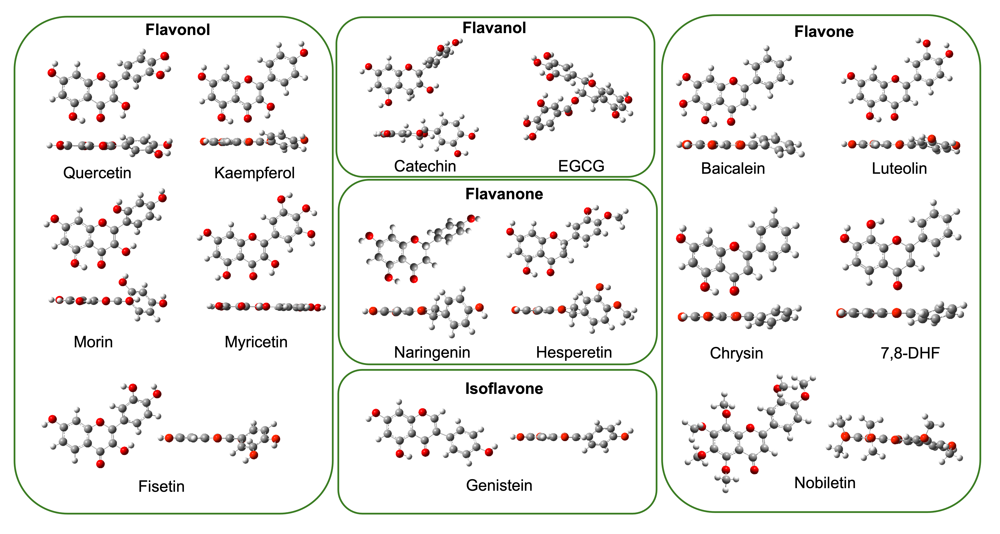 Flavonol
Quercetin
Kaempferol
Morin
Myricetin
Fisetin
Flavanol
Catechin
EGCG
Flavanone
Naringenin
Hesperetin
Isoflavone
Genistein
Flavone
Baicalein
Luteolin
Chrysin
7,8-DHF
Nobiletin